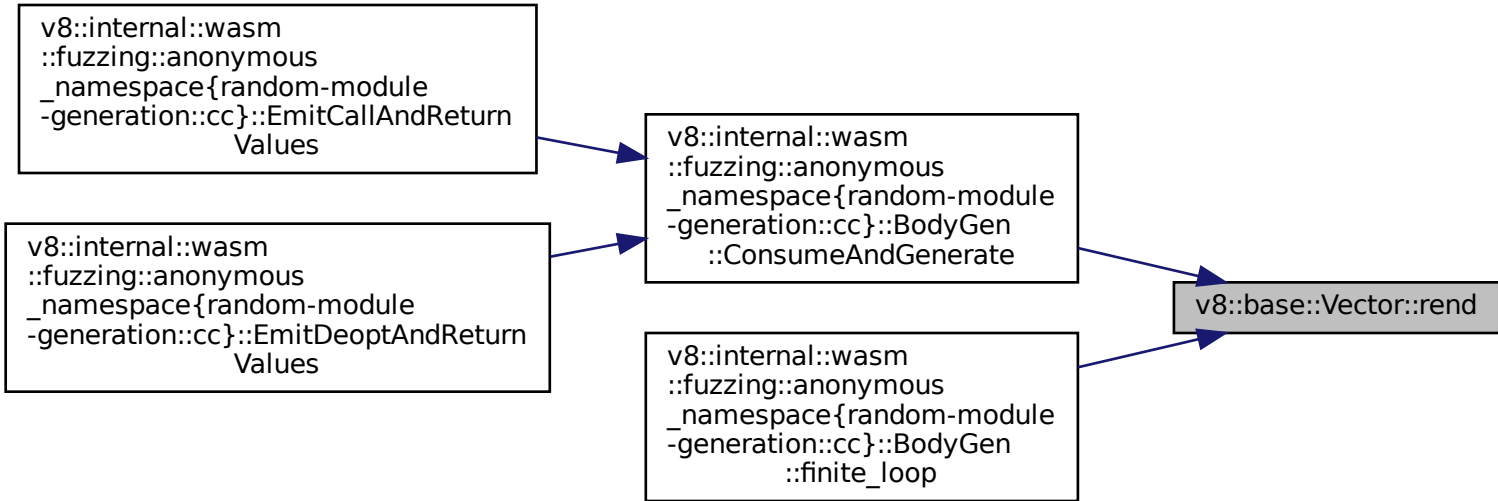 v8::internal::wasm
::fuzzing::anonymous
_namespace{random-module
-generation::cc}::EmitCallAndReturn
Values
v8::internal::wasm
::fuzzing::anonymous
_namespace{random-module
-generation::cc}::EmitDeoptAndReturn
Values
v8::internal::wasm
::fuzzing::anonymous
_namespace{random-module
-generation::cc}::BodyGen
::ConsumeAndGenerate
v8::internal::wasm
::fuzzing::anonymous
_namespace{random-module
-generation::cc}::BodyGen
::finite_loop
v8::base::Vector::rend